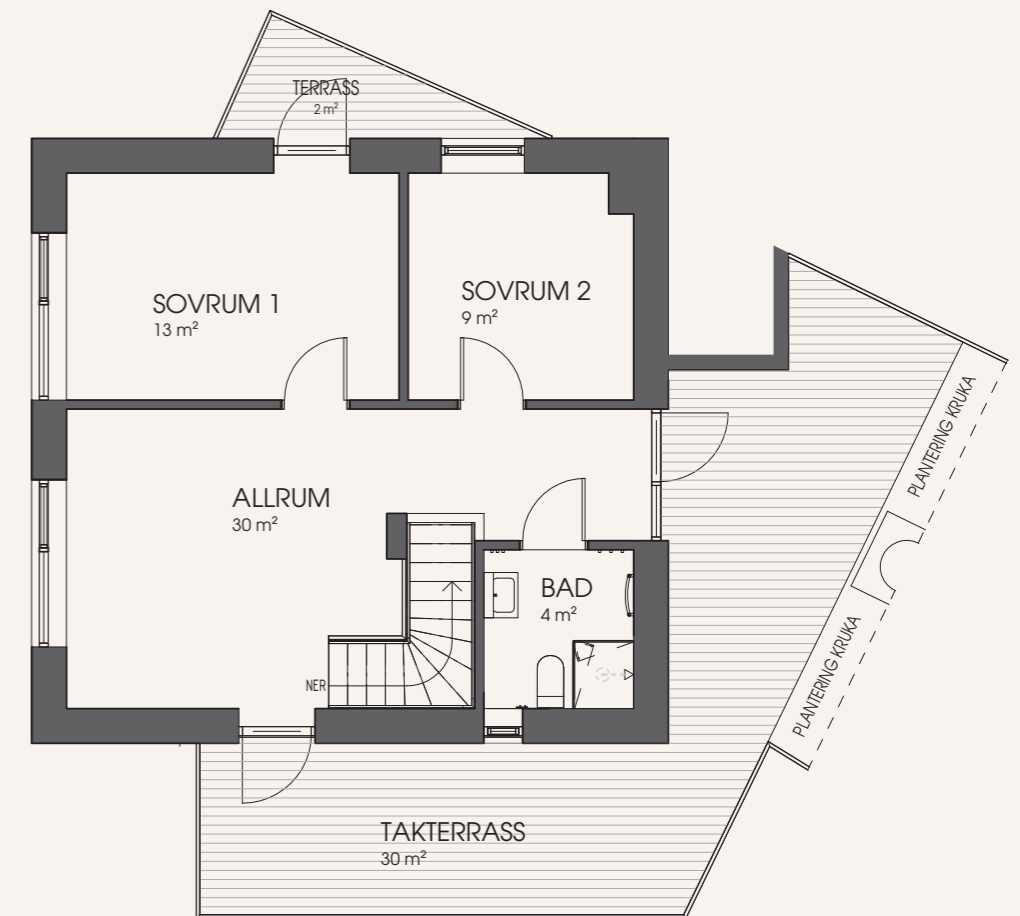 TERRASS
2 m²
SOVRUM 1
13 m²
SOVRUM 2
9 m²
PLANTERING KRUKA
ALLRUM
30 m²
BAD
4 m²
PLANTERING KRUKA
NER
TAKTERRASS
30 m²